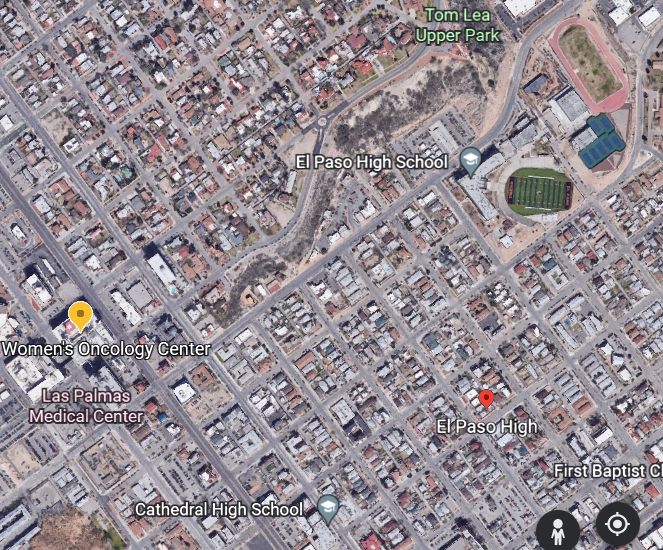 Tom Lea
Upper Park
El Paso High School
Women's Oncology Center
Las Palmas
Medical Center
El Paso High
First Baptist Cl
Cathedral High School